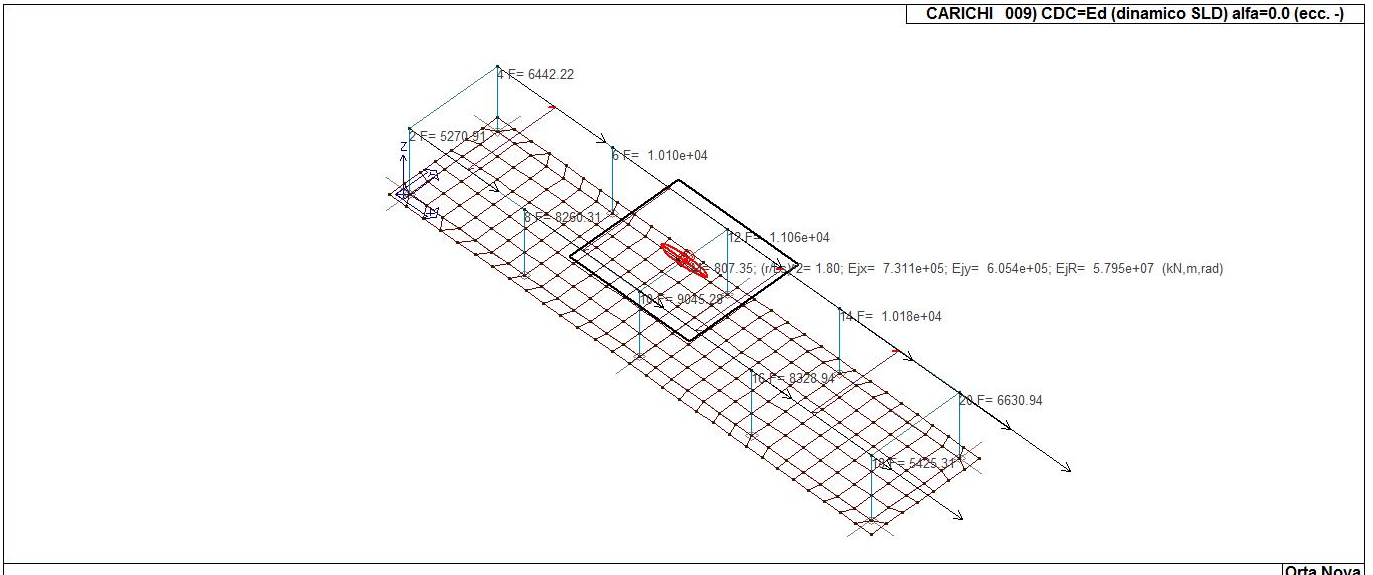 CARICHI 009) CDC=Ed (dinamico SLD) alfa=0.0 (ecc. -)
4 F= 6442.22
2 F= 5270.91
Z
6 F= 1.010e+04
8 F= 8260.31
12 F= 1.106e+04
807.35; 2= 1.80; Ejx= 7.311e+05; Ejy= 6.054e+05; EjR= 5.795e+07 (kN,m,rad)
10 F= 9045.28
14 F= 1.018e+04
16 F= 8328.94
20 F= 6630.94
18 F= 5425.31
Orta Nova